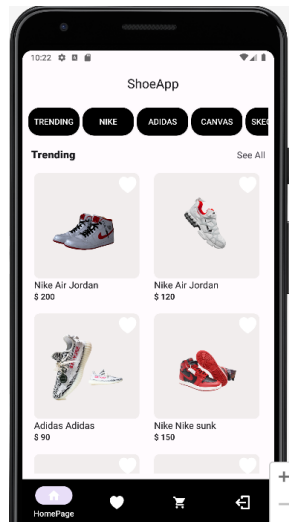 10:22
ShoeApp
TRENDING NIKE ADIDAS CANVAS SKEC
Trending See All
Nike Air Jordan Nike Air Jordan
$ 200 $ 120
Adidas Adidas Nike Nike sunk
$ 90 $ 150
HomePage